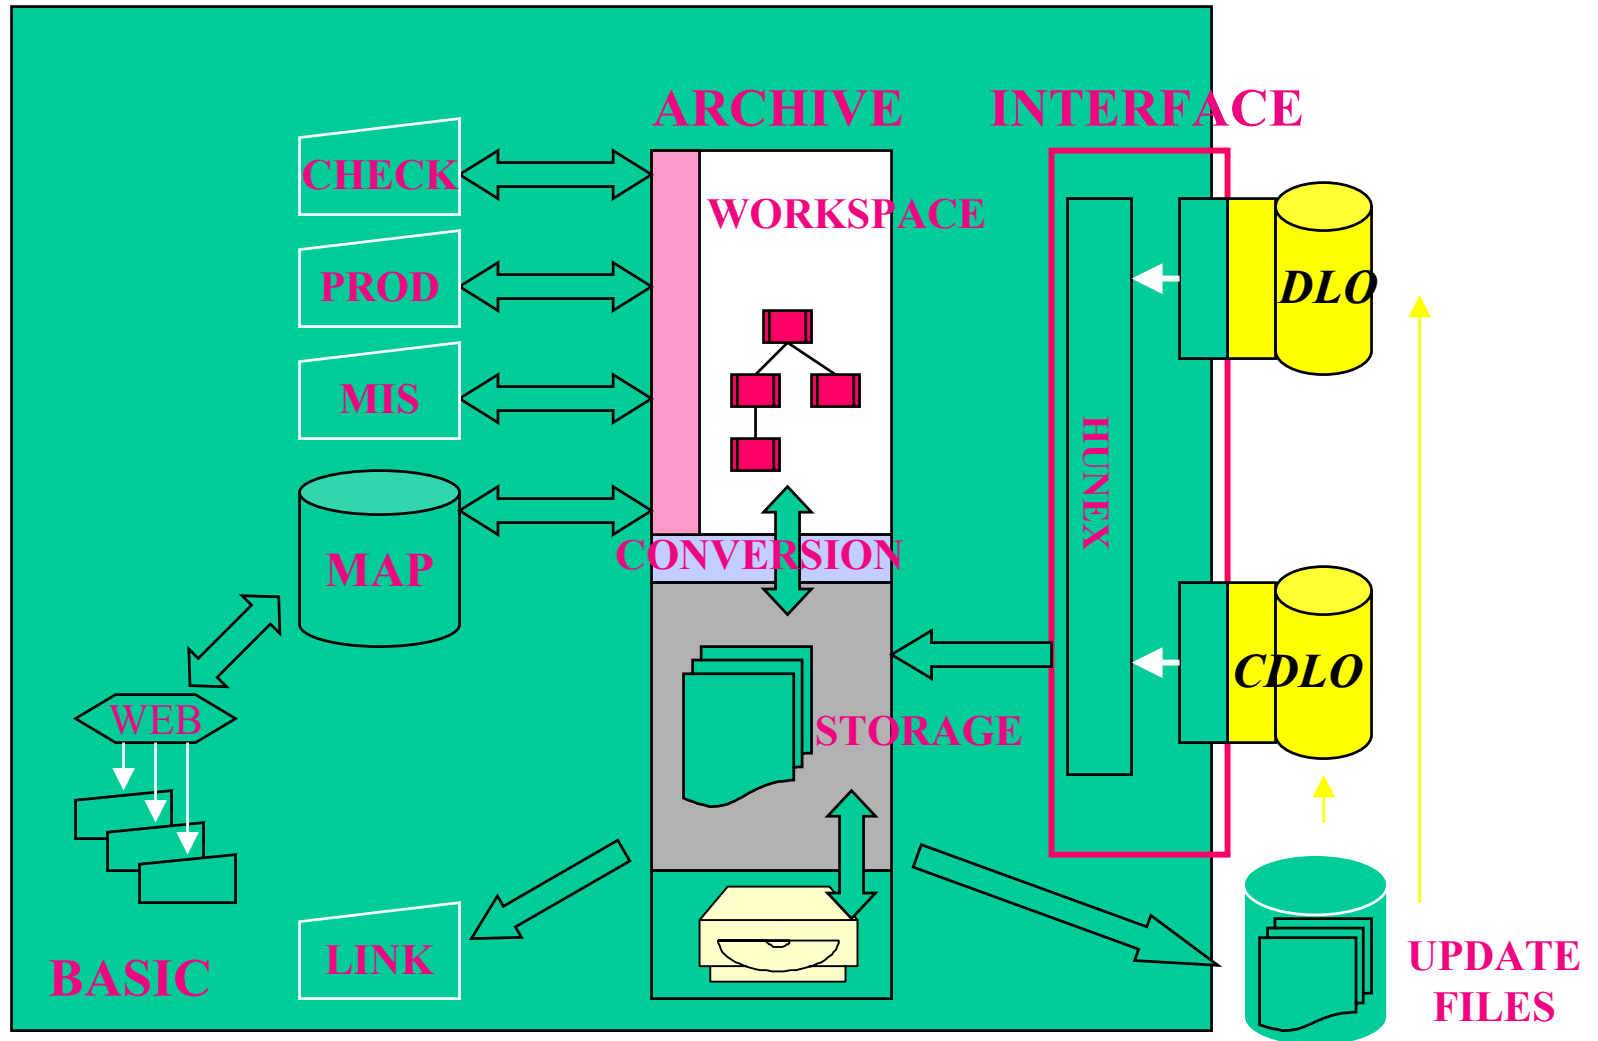 ARCHIVE
INTERFACE
CHECK
WORKSPACE
PROD
DLO
MIS
HUNEX
CONVERSION
MAP
CDLO
WEB
STORAGE
LINK
BASIC
UPDATE
FILES